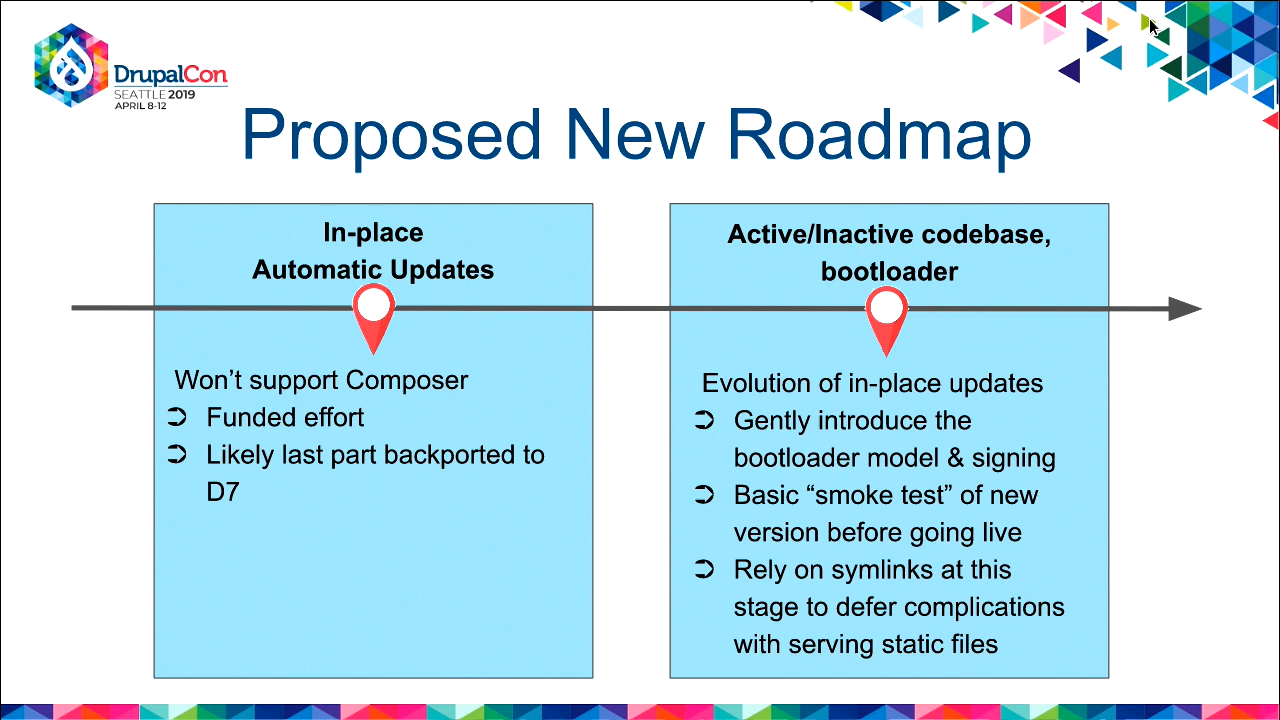 DrupalCon
SEATTLE 2019
APRIL 8-12
Proposed New Roadmap
In-place
Automatic Updates
Won’t support Composer
➲ Funded effort
➲ Likely last part backported to
D7
Active/Inactive codebase,
bootloader
Evolution of in-place updates
➲ Gently introduce the
bootloader model & signing
➲ Basic “smoke test” of new
version before going live
➲ Rely on symlinks at this
stage to defer complications
with serving static files